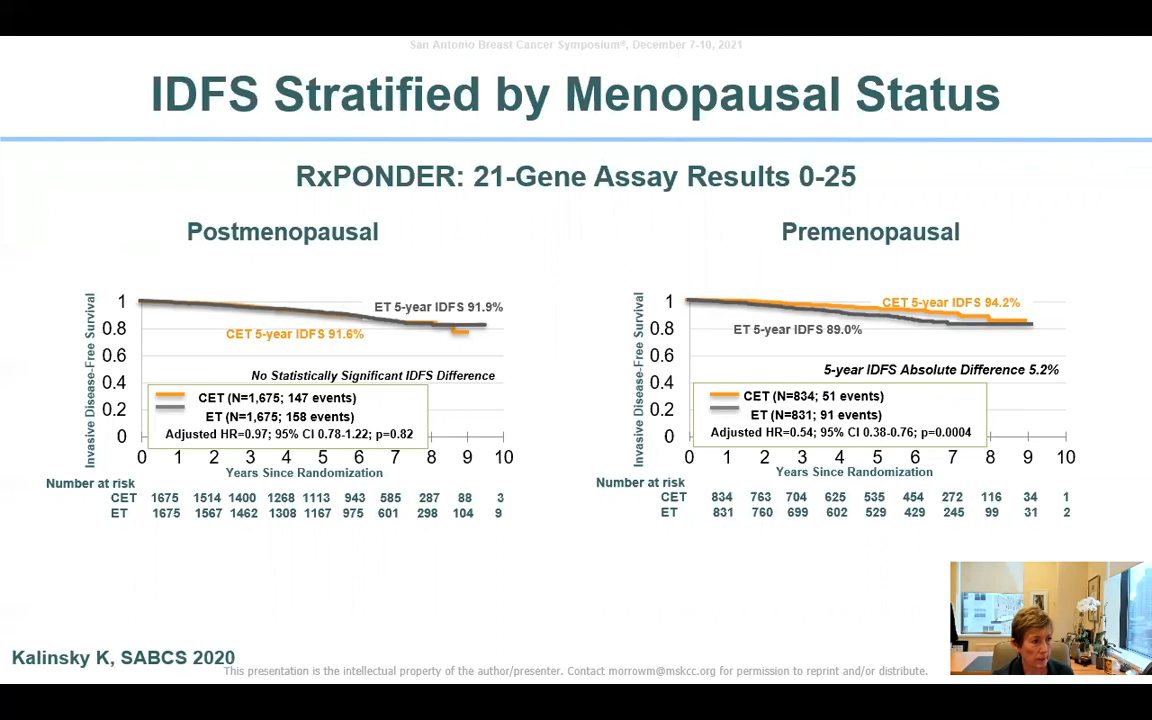 San Antonio Breast Cancer Symposium®, December 7-10, 2021
IDFS Stratified by Menopausal Status
RxPONDER: 21-Gene Assay Results 0-25
Postmenopausal
Invasive Disease-Free Survival
1
0.8
0.6
0.4
0.2
0
ET 5-year IDFS 91.9%
CET 5-year IDFS 91.6%
No Statistically Significant IDFS Difference
CET (N=1,675; 147 events)
ET (N=1,675; 158 events)
Adjusted HR=0.97; 95% CI 0.78-1.22; p=0.82
0 1 2 3 4 5 6 7 8 9 10
Years Since Randomization
Number at risk
CET 1675 1514 1400 1268 1113 943 585 287 88 3
ET 1675 1567 1462 1308 1167 975 601 298 104 9
Premenopausal
Invasive Disease-Free Survival
1
0.8
0.6
0.4
0.2
0
CET 5-year IDFS 94.2%
ET 5-year IDFS 89.0%
5-year IDFS Absolute Difference 5.2%
CET (N=834; 51 events)
ET (N=831; 91 events)
Adjusted HR=0.54; 95% CI 0.38-0.76; p=0.0004
0 1 2 3 4 5 6 7 8 9 10
Years Since Randomization
Number at risk
CET 834 763 704 625 535 454 272 116 34 1
ET 831 760 699 602 529 429 245 99 31 2
Kalinsky K, SABCS 2020
This presentation is the intellectual property of the author/presenter. Contact morrowm@mskcc.org for permission to reprint and/or distribute.